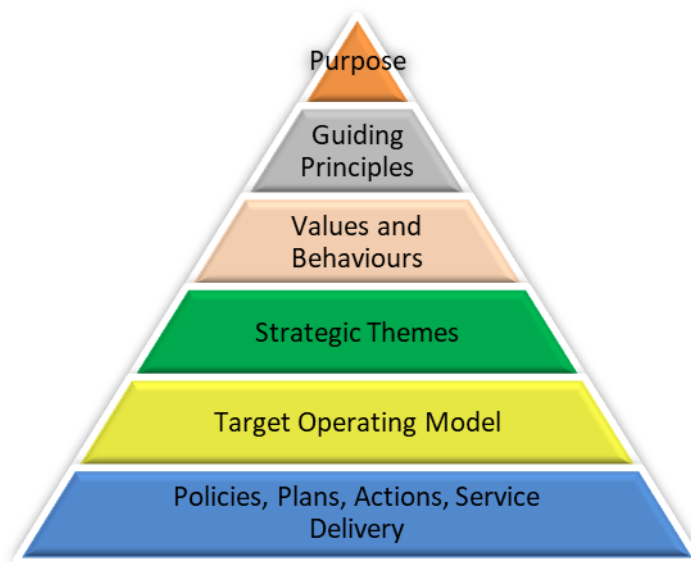 Purpose
Guiding
Principles
Values and
Behaviours
Strategic Themes
Target Operating Model
Policies, Plans, Actions, Service
Delivery